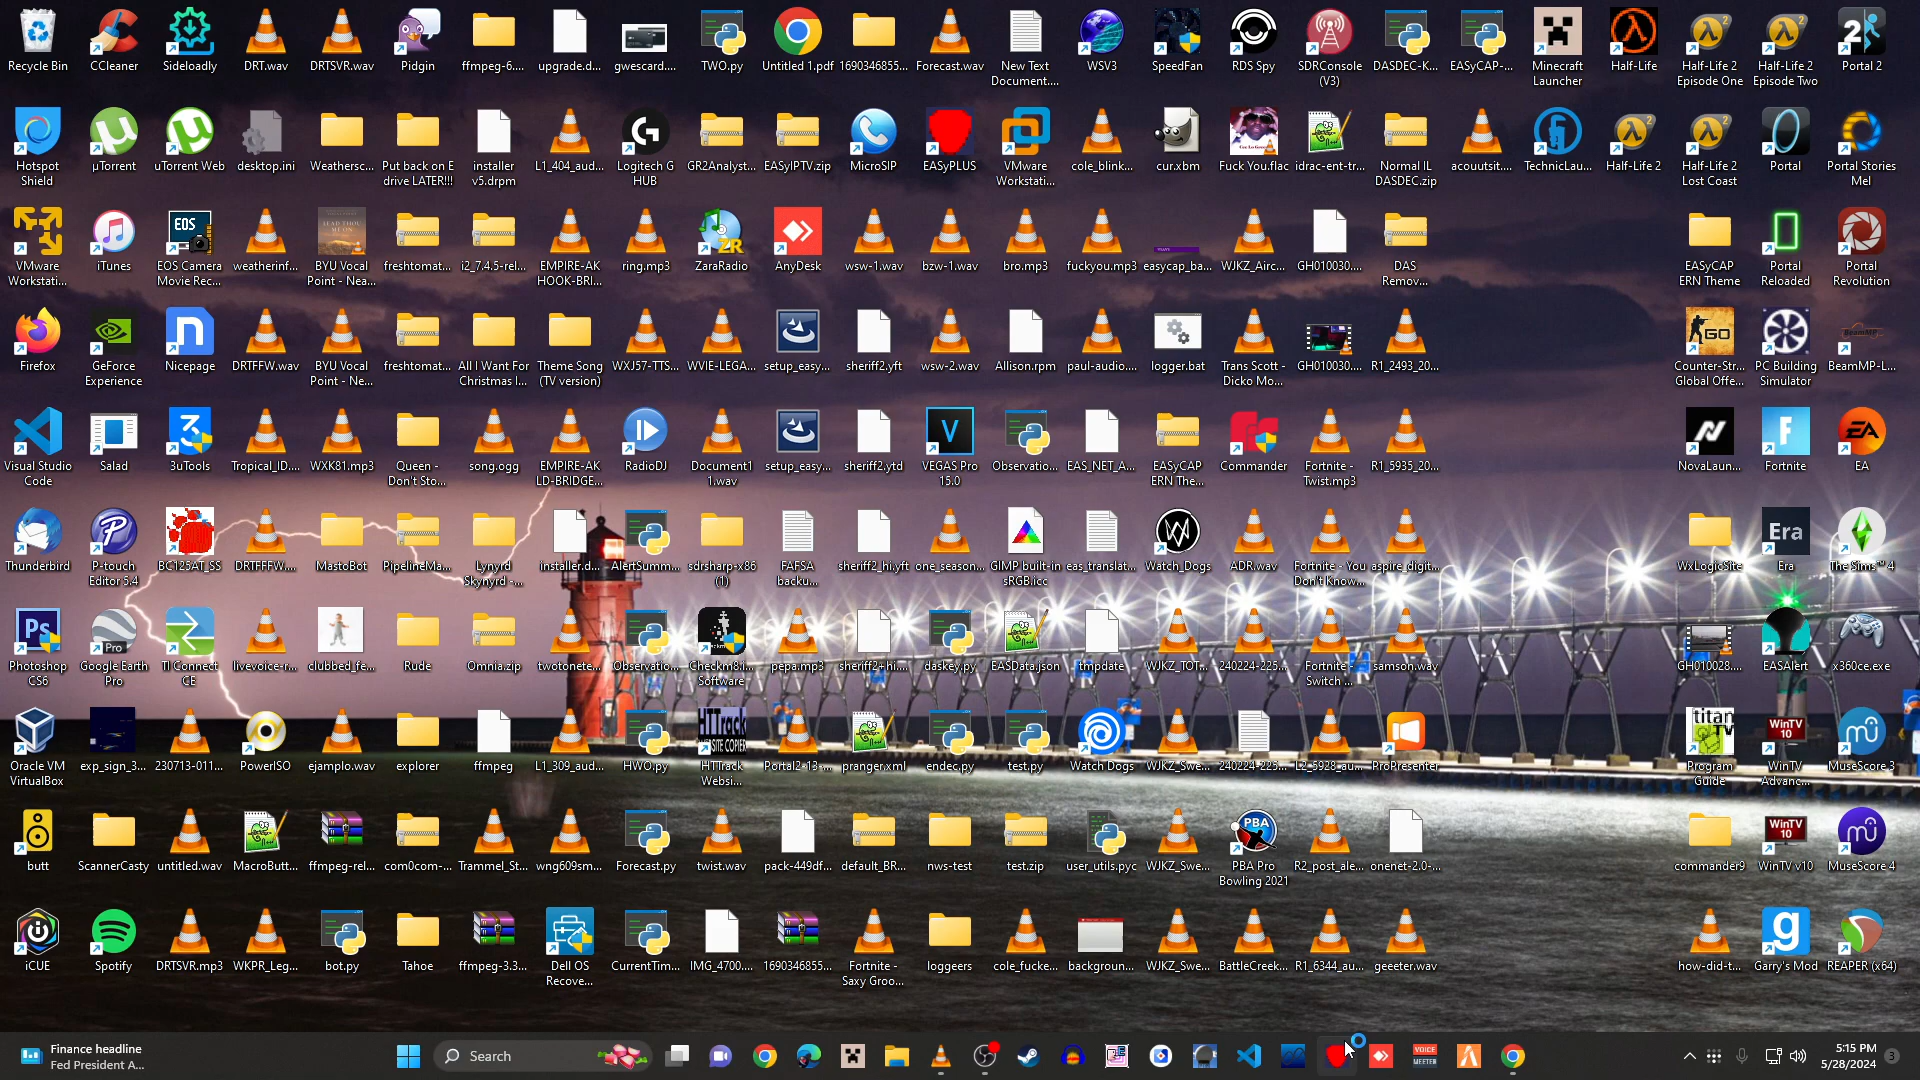 Recycle Bin
CCleaner
Sideloadly
DRT.wav
DRTSVR.wav
Pidgin
ffmpeg-6....
upgrade.d...
gwescard....
TWO.py
Untitled 1.pdf
1690346855...
Forecast.wav
New Text
Document....
WSV3
SpeedFan
RDS Spy
SDRConsole
(V3)
DASDEC-K...
EASyCAP-...
Minecraft
Launcher
Half-Life
Half-Life 2
Episode One
Half-Life 2
Episode Two
Portal 2
Hotspot
Shield
µTorrent
uTorrent Web
desktop.ini
Weathersc...
Put back on E
drive LATER!!!
installer
v5.drpm
L1_404_aud...
Logitech G
HUB
GR2Analyst...
EASyIPTV.zip
MicroSIP
EASyPLUS
VMware
Workstati...
cole_blink...
cur.xbm
Fuck You.flac
idrac-ent-tr...
Normal IL
DASDEC.zip
acouutsit....
TechnicLau...
Half-Life 2
Half-Life 2
Lost Coast
Portal
Portal Stories
Mel
VMware
Workstati...
iTunes
EOS Camera
Movie Rec...
weatherinf...
BYU Vocal
Point - Nea...
freshtomat...
i2_7.4.5-rel...
EMPIRE-AK
HOOK-BRI...
ring.mp3
ZaraRadio
AnyDesk
wsw-1.wav
bzw-1.wav
bro.mp3
fuckyou.mp3
easycap_ba...
WJKZ_Airc...
GH010030....
DAS
Remov...
EASyCAP
ERN Theme
Portal
Reloaded
Portal
Revolution
Firefox
GeForce
Experience
Nicepage
DRTFFW.wav
BYU Vocal
Point - Ne...
freshtomat...
All I Want For
Christmas I...
Theme Song
(TV version)
WXJ57-TTS...
WVIE-LEGA...
setup_easy...
sheriff2.yft
wsw-2.wav
Allison.rpm
paul-audio....
logger.bat
Trans Scott -
Dicko Mo...
GH010030....
R1_2493_20...
Counter-Str...
Global Offe...
PC Building
Simulator
BeamMP-L...
Visual Studio
Code
Salad
3uTools
Tropical_ID....
WXK81.mp3
Queen -
Don't Sto...
song.ogg
EMPIRE-AK
LD-BRIDGE...
RadioDJ
Document1
1.wav
setup_easy...
sheriff2.ytd
VEGAS Pro
15.0
Observatio...
EAS_NET_A...
EASyCAP
ERN The...
Commander
Fortnite -
Twist.mp3
R1_5935_20...
NovaLaun...
Fortnite
EA
Thunderbird
P-touch
Editor 5.4
BC125AT_SS
DRTFFFW....
MastoBot
PipelineMa...
Lynyrd
Skynyrd -...
installer.d...
AlertSumm...
sdrsharp-x86
(1)
FAFSA
backu...
sheriff2_hi.yft
one_season...
GIMP built-in
sRGB.icc
eas_translat...
Watch_Dogs
ADR.wav
Fortnite - You
Don't Know...
aspire_digit...
WxLogicSite
Era
The Sims™ 4
Photoshop
CS6
Google Earth
Pro
TI Connect
CE
livevoice-r...
clubbed_fe...
Rude
Omnia.zip
twotonete...
Observatio...
Checkm8.i...
Software
pepa.mp3
sheriff2+hi....
daskey.py
EASData.json
tmpdate
WJKZ_TOT...
240224-225...
Fortnite -
Switch ...
samson.wav
GH010028....
EASAlert
x360ce.exe
Oracle VM
VirtualBox
exp_sign_3...
230713-011...
PowerISO
ejamplo.wav
explorer
ffmpeg
L1_309_aud...
HWO.py
HTTrack
Websi...
Portal2-13-...
pranger.xml
endec.py
test.py
Watch Dogs
WJKZ_Swe...
240224-225...
L2_5928_au...
ProPresenter
Program
Guide
WinTV
Advanc...
MuseScore 3
butt
ScannerCasty
untitled.wav
MacroButt...
ffmpeg-rel...
com0com-...
Trammel_St...
wng609sm...
Forecast.py
twist.wav
pack-449df...
default_BR...
nws-test
test.zip
user_utils.pyc
WJKZ_Swe...
PBA Pro
Bowling 2021
R2_post_ale...
onenet-2.0-...
commander9
WinTV v10
MuseScore 4
iCUE
Spotify
DRTSVR.mp3
WKPR_Leg...
bot.py
Tahoe
ffmpeg-3.3...
Dell OS
Recove...
CurrentTim...
IMG_4700....
1690346855...
Fortnite -
Saxy Groo...
loggeers
cole_fucke...
backgroun...
WJKZ_Swe...
BattleCreek...
R1_6344_au...
geeeter.wav
how-did-t...
Garry's Mod
REAPER (x64)
Finance headline
Fed President A...
Search
5:15 PM
5/28/2024
3